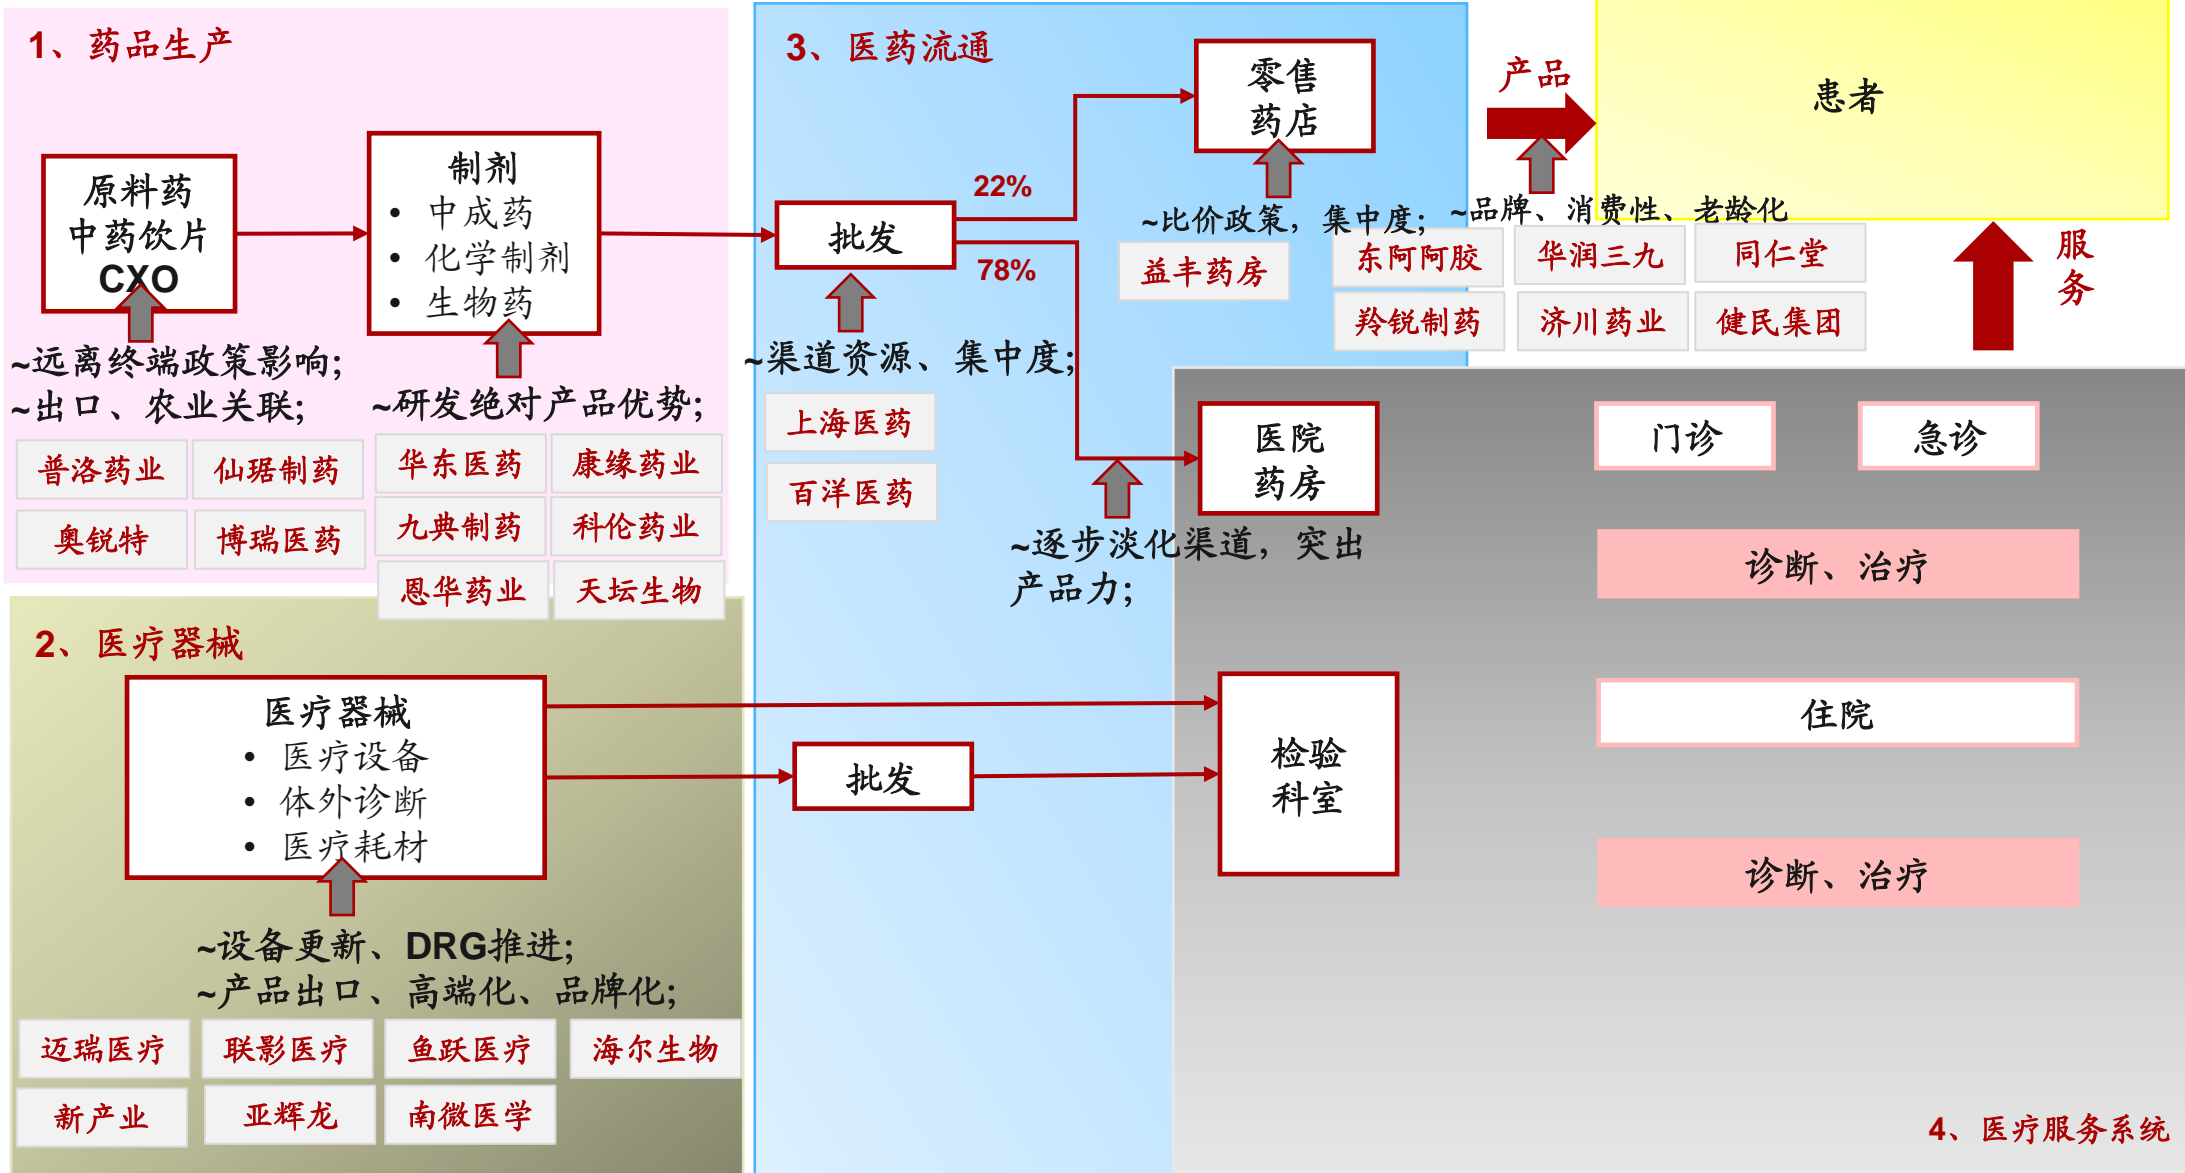 1、药品生产
原料药
中药饮片
CXO
制剂
• 中成药
• 化学制剂
• 生物药
~远离终端政策影响;
~出口、农业关联;
~研发绝对产品优势;
普洛药业
仙琚制药
奥锐特
博瑞医药
华东医药
康缘药业
九典制药
科伦药业
恩华药业
天坛生物
2、医疗器械
医疗器械
• 医疗设备
• 体外诊断
• 医疗耗材
~设备更新、DRG推进;
~产品出口、高端化、品牌化;
迈瑞医疗
联影医疗
鱼跃医疗
海尔生物
新产业
亚辉龙
南微医学
3、医药流通
零售
药店
22%
批发
78%
~比价政策，集中度;
益丰药房
~渠道资源、集中度;
上海医药
百洋医药
医院
药房
~逐步淡化渠道，突出
产品力;
批发
检验
科室
产品
患者
~品牌、消费性、老龄化
东阿阿胶
华润三九
同仁堂
羚锐制药
济川药业
健民集团
服
务
门诊
急诊
诊断、治疗
住院
诊断、治疗
4、医疗服务系统